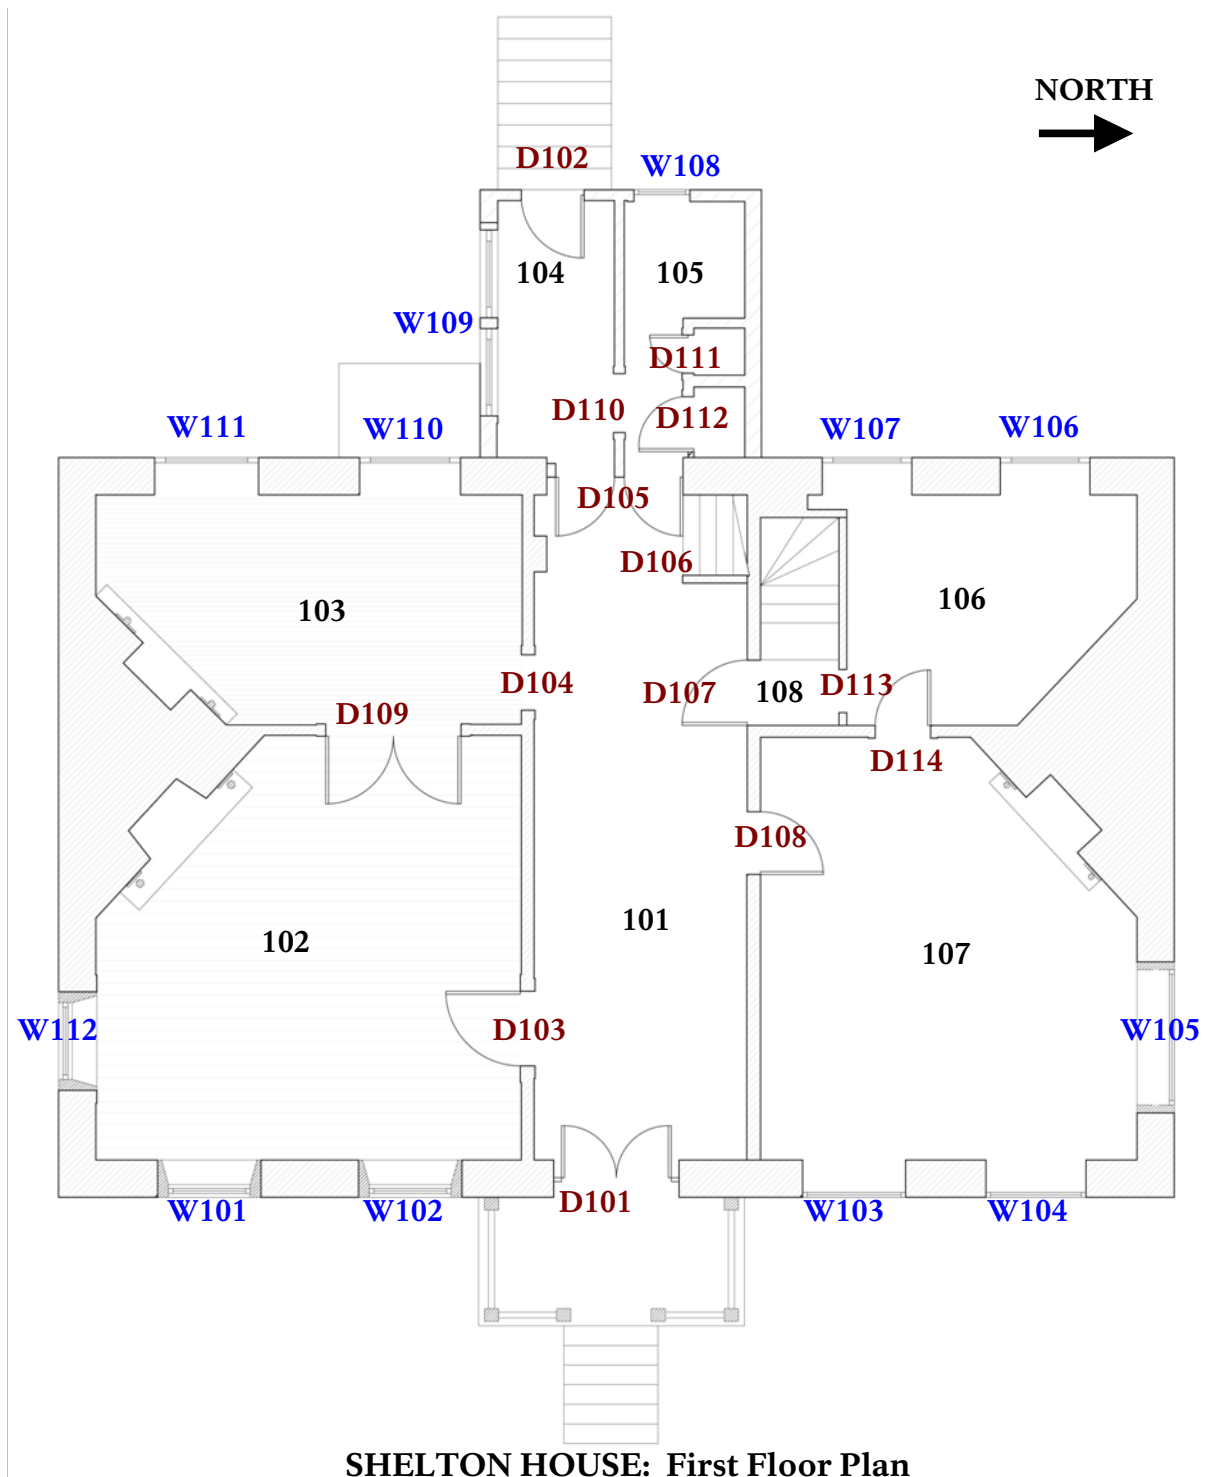 NORTH
D102
W108
104
105
W109
D111
D110
D112
W111
W110
W107
W106
D105
D106
103
106
D104
D107
108
D113
D109
D114
D108
101
102
107
W112
D103
W105
D101
W101
W102
W103
W104
SHELTON HOUSE: First Floor Plan